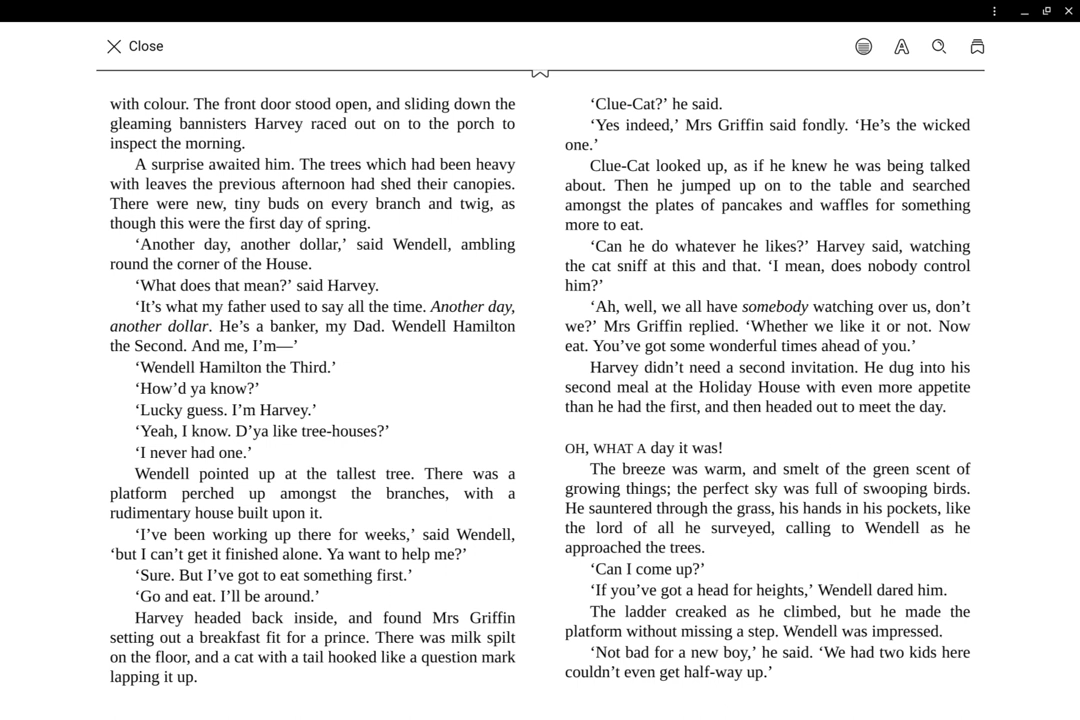 Close
with colour. The front door stood open, and sliding down the
gleaming bannisters Harvey raced out on to the porch to
inspect the morning.
A surprise awaited him. The trees which had been heavy
with leaves the previous afternoon had shed their canopies.
There were new, tiny buds on every branch and twig, as
though this were the first day of spring.
‘Another day, another dollar,’ said Wendell, ambling
round the corner of the House.
‘What does that mean?’ said Harvey.
‘It’s what my father used to say all the time. Another day,
another dollar. He’s a banker, my Dad. Wendell Hamilton
the Second. And me, I’m—’
‘Wendell Hamilton the Third.’
‘How’d ya know?’
‘Lucky guess. I’m Harvey.’
‘Yeah, I know. D’ya like tree-houses?’
‘I never had one.’
Wendell pointed up at the tallest tree. There was a
platform perched up amongst the branches, with a
rudimentary house built upon it.
‘I’ve been working up there for weeks,’ said Wendell,
‘but I can’t get it finished alone. Ya want to help me?’
‘Sure. But I’ve got to eat something first.’
‘Go and eat. I’ll be around.’
Harvey headed back inside, and found Mrs Griffin
setting out a breakfast fit for a prince. There was milk spilt
on the floor, and a cat with a tail hooked like a question mark
lapping it up.
‘Clue-Cat?’ he said.
‘Yes indeed,’ Mrs Griffin said fondly. ‘He’s the wicked
one.’
Clue-Cat looked up, as if he knew he was being talked
about. Then he jumped up on to the table and searched
amongst the plates of pancakes and waffles for something
more to eat.
‘Can he do whatever he likes?’ Harvey said, watching
the cat sniff at this and that. ‘I mean, does nobody control
him?’
‘Ah, well, we all have somebody watching over us, don’t
we?’ Mrs Griffin replied. ‘Whether we like it or not. Now
eat. You’ve got some wonderful times ahead of you.’
Harvey didn’t need a second invitation. He dug into his
second meal at the Holiday House with even more appetite
than he had the first, and then headed out to meet the day.
OH, WHAT A day it was!
The breeze was warm, and smelt of the green scent of
growing things; the perfect sky was full of swooping birds.
He sauntered through the grass, his hands in his pockets, like
the lord of all he surveyed, calling to Wendell as he
approached the trees.
‘Can I come up?’
‘If you’ve got a head for heights,’ Wendell dared him.
The ladder creaked as he climbed, but he made the
platform without missing a step. Wendell was impressed.
‘Not bad for a new boy,’ he said. ‘We had two kids here
couldn’t even get half-way up.’